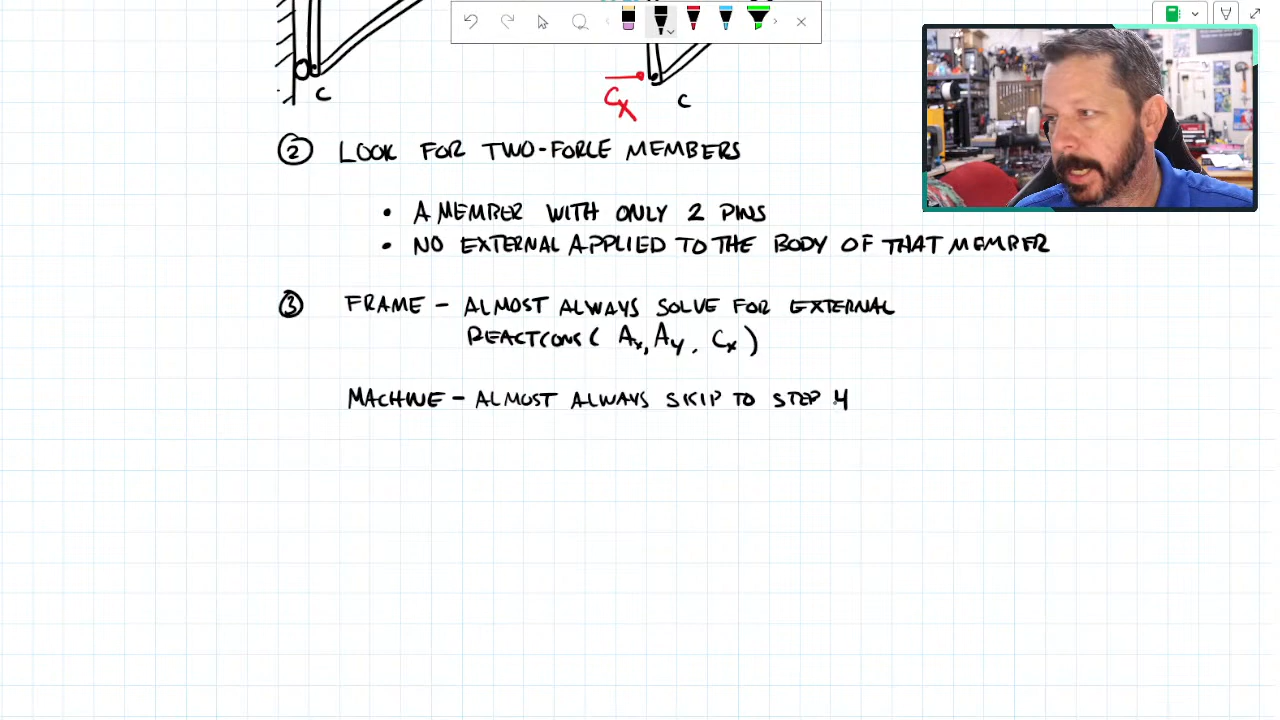 C
Cx
C
② LOOK FOR TWO-FORCE MEMBERS
• A MEMBER WITH ONLY 2 PINS
• NO EXTERNAL APPLIED TO THE BODY OF THAT MEMBER
③ FRAME - ALMOST ALWAYS SOLVE FOR EXTERNAL
REACTIONS ( Ax, Ay, Cx )
MACHINE - ALMOST ALWAYS SKIP TO STEP 4